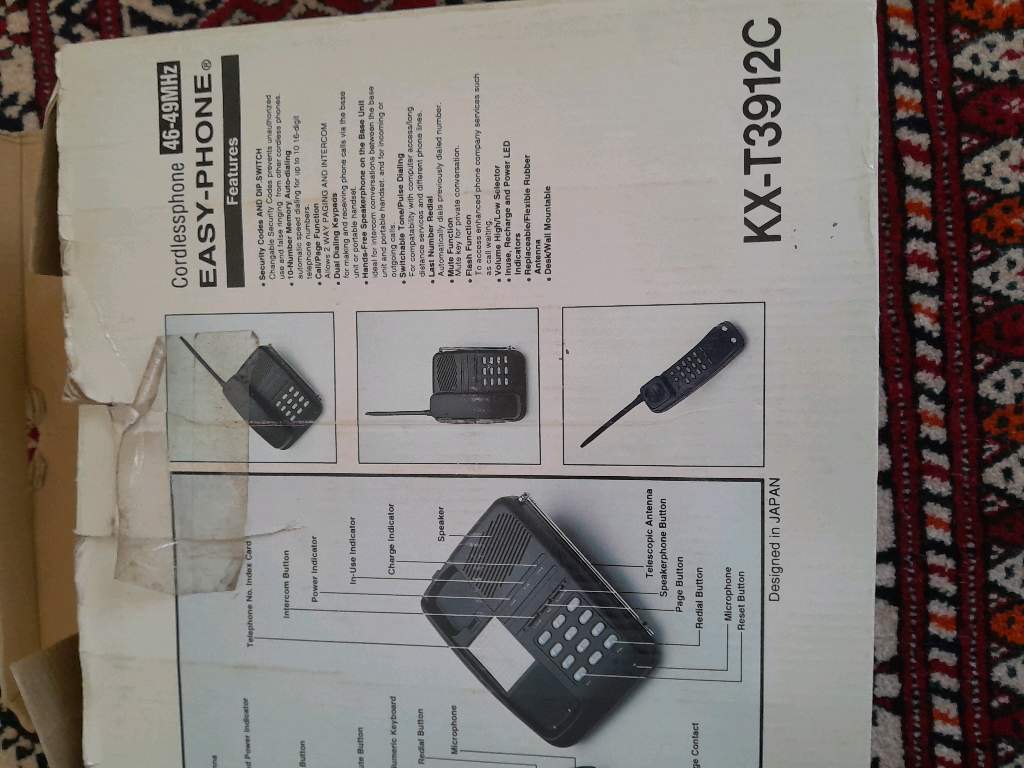 Cordlessphone 46-49MHz
EASY-PHONE®
Features
• Security Codes AND DIP SWITCH
Changable Security Codes prevents unauthorized
use and false ringing from other cordless phones.
• 10-Number Memory Auto-dialing
automatic speed dialing for up to 10 16-digit
telephone numbers.
• Call/Page Function
Allows 2 WAY PAGING AND INTERCOM
• Dual Dialing Keypads
for making and receiving phone calls via the base
unit or portable handset.
• Hands-Free Speakerphone on the Base Unit
ideal for intercom conversations between the base
unit and portable handset, and for incoming or
outgoing calls.
• Switchable Tone/Pulse Dialing
For compatability with computer access/long
distance services and different phone lines.
• Last Number Redial
Automatically dials previously dialed number.
• Mute Function
Mute key for private conversation.
• Flash Function
To access enhanced phone company services such
as call waiting.
• Volume High/Low Selector
• Inuse, Recharge and Power LED
Indicators
• Replaceable/Flexible Rubber
Antenna
• Desk/Wall Mountable
KX-T3912C
Telephone No. Index Card
Intercom Button
Power Indicator
In-Use Indicator
Charge Indicator
Speaker
Telescopic Antenna
Speakerphone Button
Page Button
Redial Button
Microphone
Reset Button
Designed in JAPAN
Power Indicator
Button
Button
Keyboard
Redial Button
Microphone
Contact